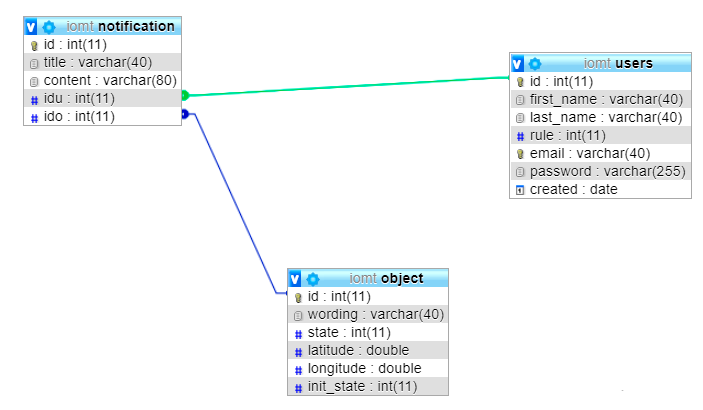 iomt notification
id : int(11)
title : varchar(40)
content : varchar(80)
idu : int(11)
ido : int(11)
iomt users
id : int(11)
first_name : varchar(40)
last_name : varchar(40)
rule : int(11)
email : varchar(40)
password : varchar(255)
created : date
iomt object
id : int(11)
wording : varchar(40)
state : int(11)
latitude : double
longitude : double
init_state : int(11)